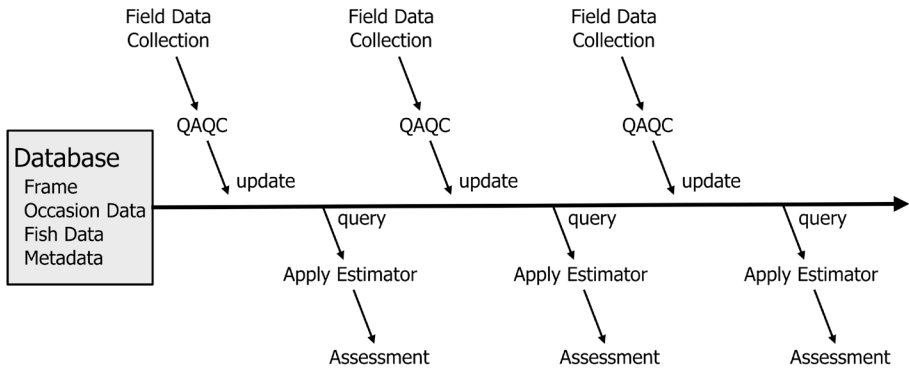 Field Data
Collection
Field Data
Collection
Field Data
Collection
QAQC
QAQC
QAQC
Database
Frame
Occasion Data
Fish Data
Metadata
update
update
update
query
query
query
Apply Estimator
Apply Estimator
Apply Estimator
Assessment
Assessment
Assessment